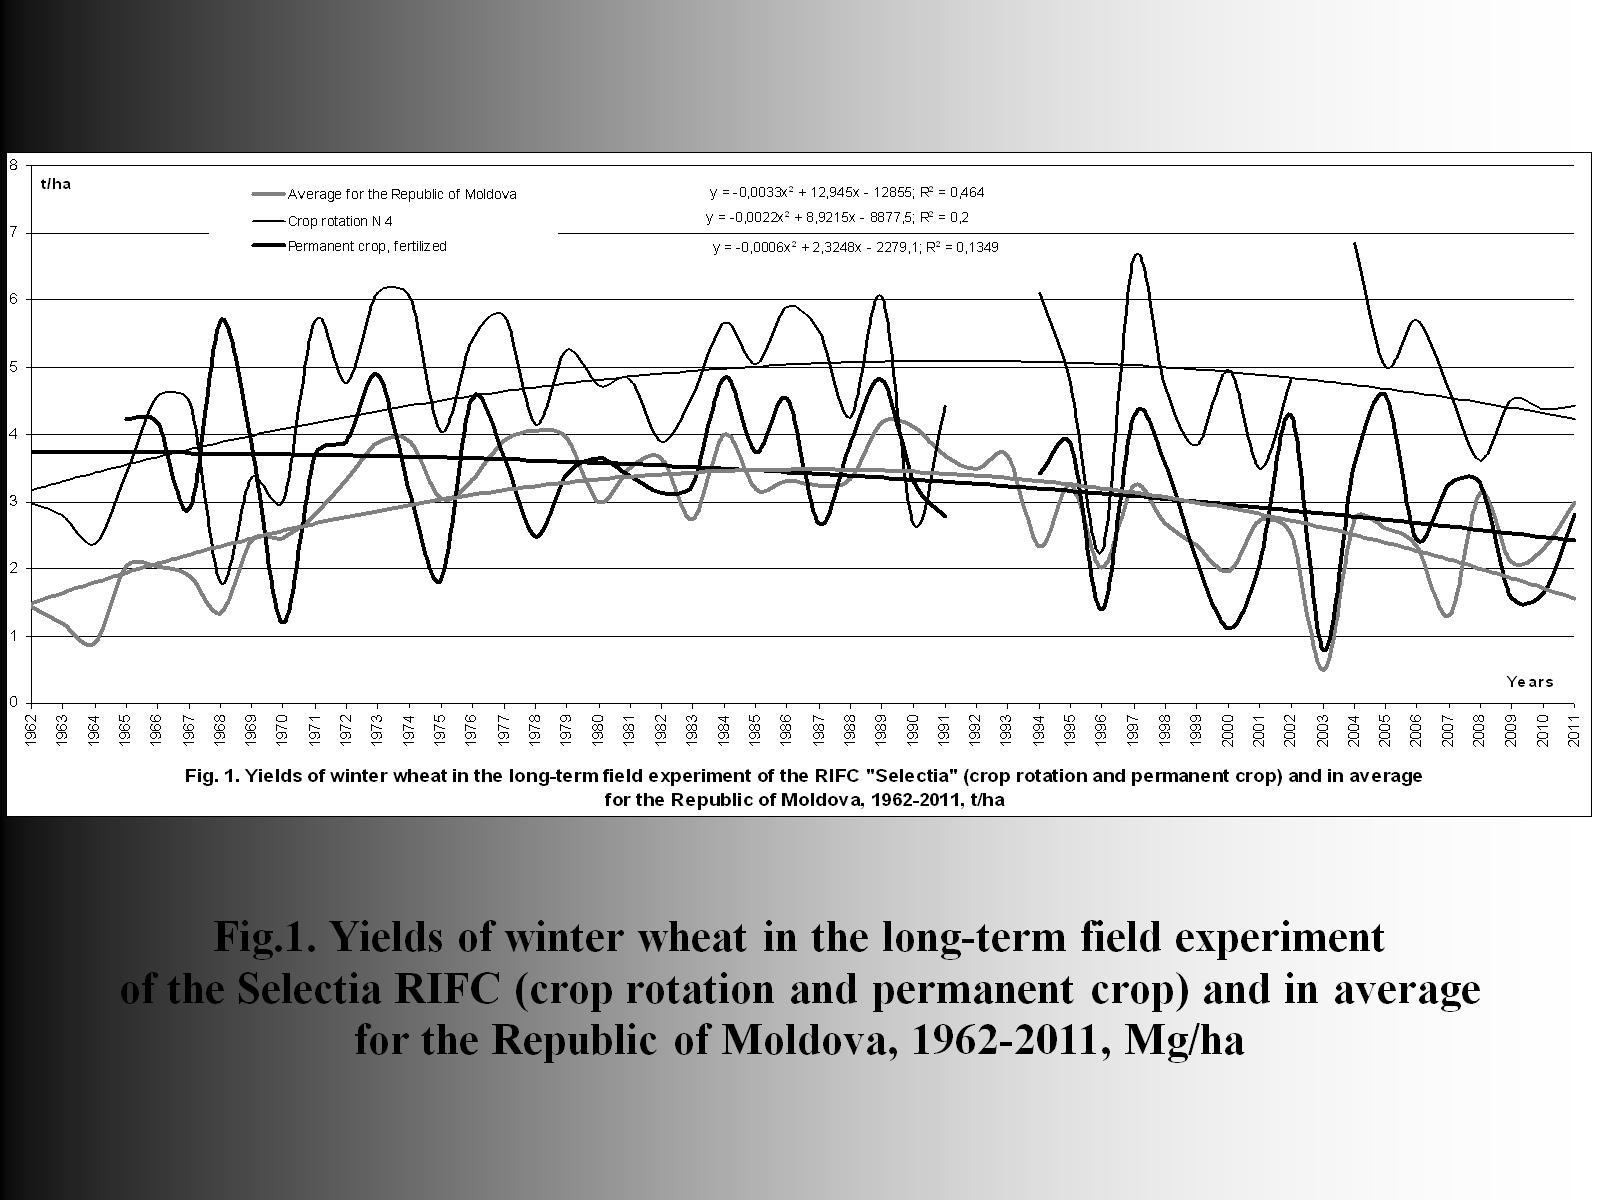 8
t/ha
Average for the Republic of Moldova
y = -0,0033x² + 12,945x - 12855; R² = 0,464
Crop rotation N 4
y = -0,0022x² + 8,9215x - 8877,5; R² = 0,2
7
Permanent crop, fertilized
y = -0,0006x² + 2,3248x - 2279,1; R² = 0,1349
6
5
4
3
2
1
Years
0
1962 1963 1964 1965 1966 1967 1968 1969 1970 1971 1972 1973 1974 1975 1976 1977 1978 1979 1980 1981 1982 1983 1984 1985 1986 1987 1988 1989 1990 1991 1992 1993 1994 1995 1996 1997 1998 1999 2000 2001 2002 2003 2004 2005 2006 2007 2008 2009 2010 2011
Fig. 1. Yields of winter wheat in the long-term field experiment of the RIFC "Selectia" (crop rotation and permanent crop) and in average
for the Republic of Moldova, 1962-2011, t/ha
Fig.1. Yields of winter wheat in the long-term field experiment
of the Selectia RIFC (crop rotation and permanent crop) and in average
for the Republic of Moldova, 1962-2011, Mg/ha